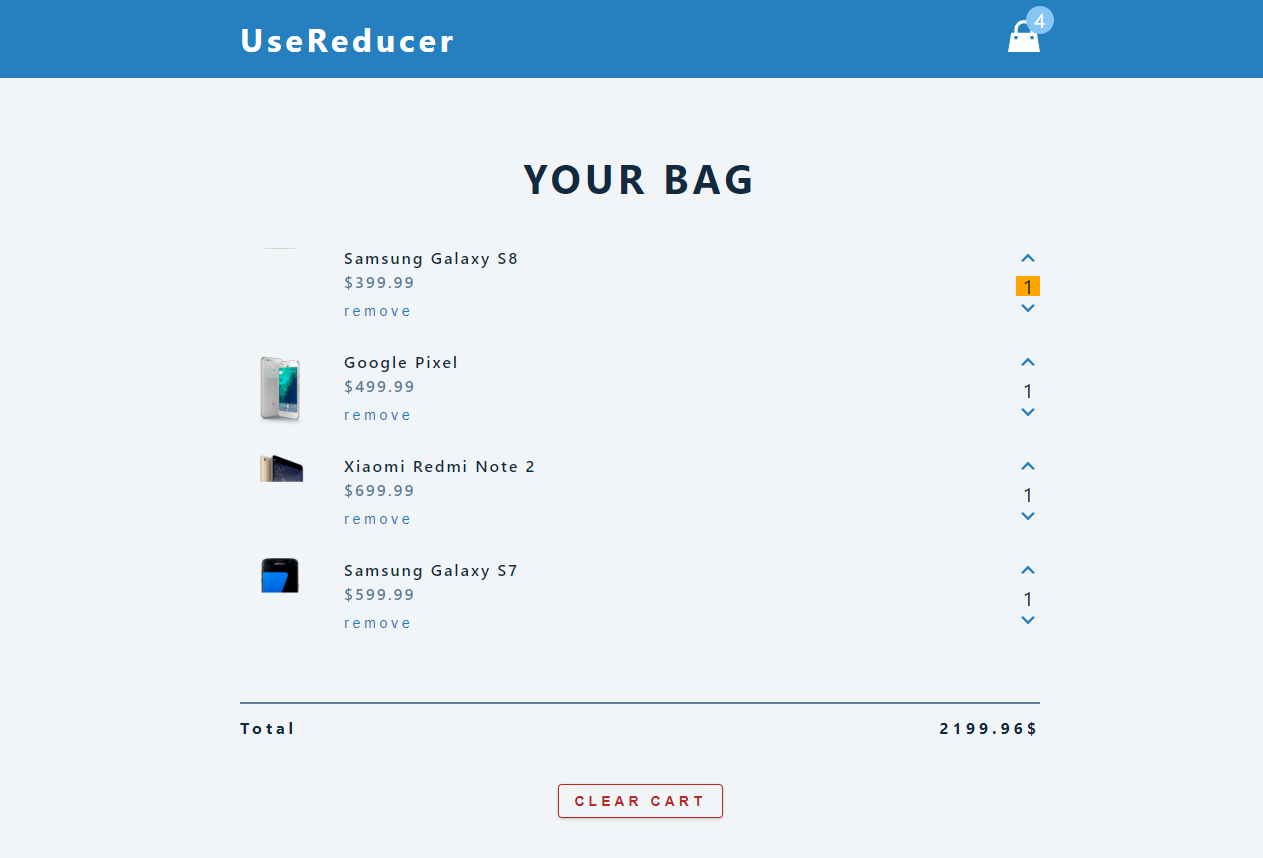 UseReducer
4
YOUR BAG
Samsung Galaxy S8
$399.99
remove
1
Google Pixel
$499.99
remove
1
Xiaomi Redmi Note 2
$699.99
remove
1
Samsung Galaxy S7
$599.99
remove
1
Total 2199.96$
CLEAR CART